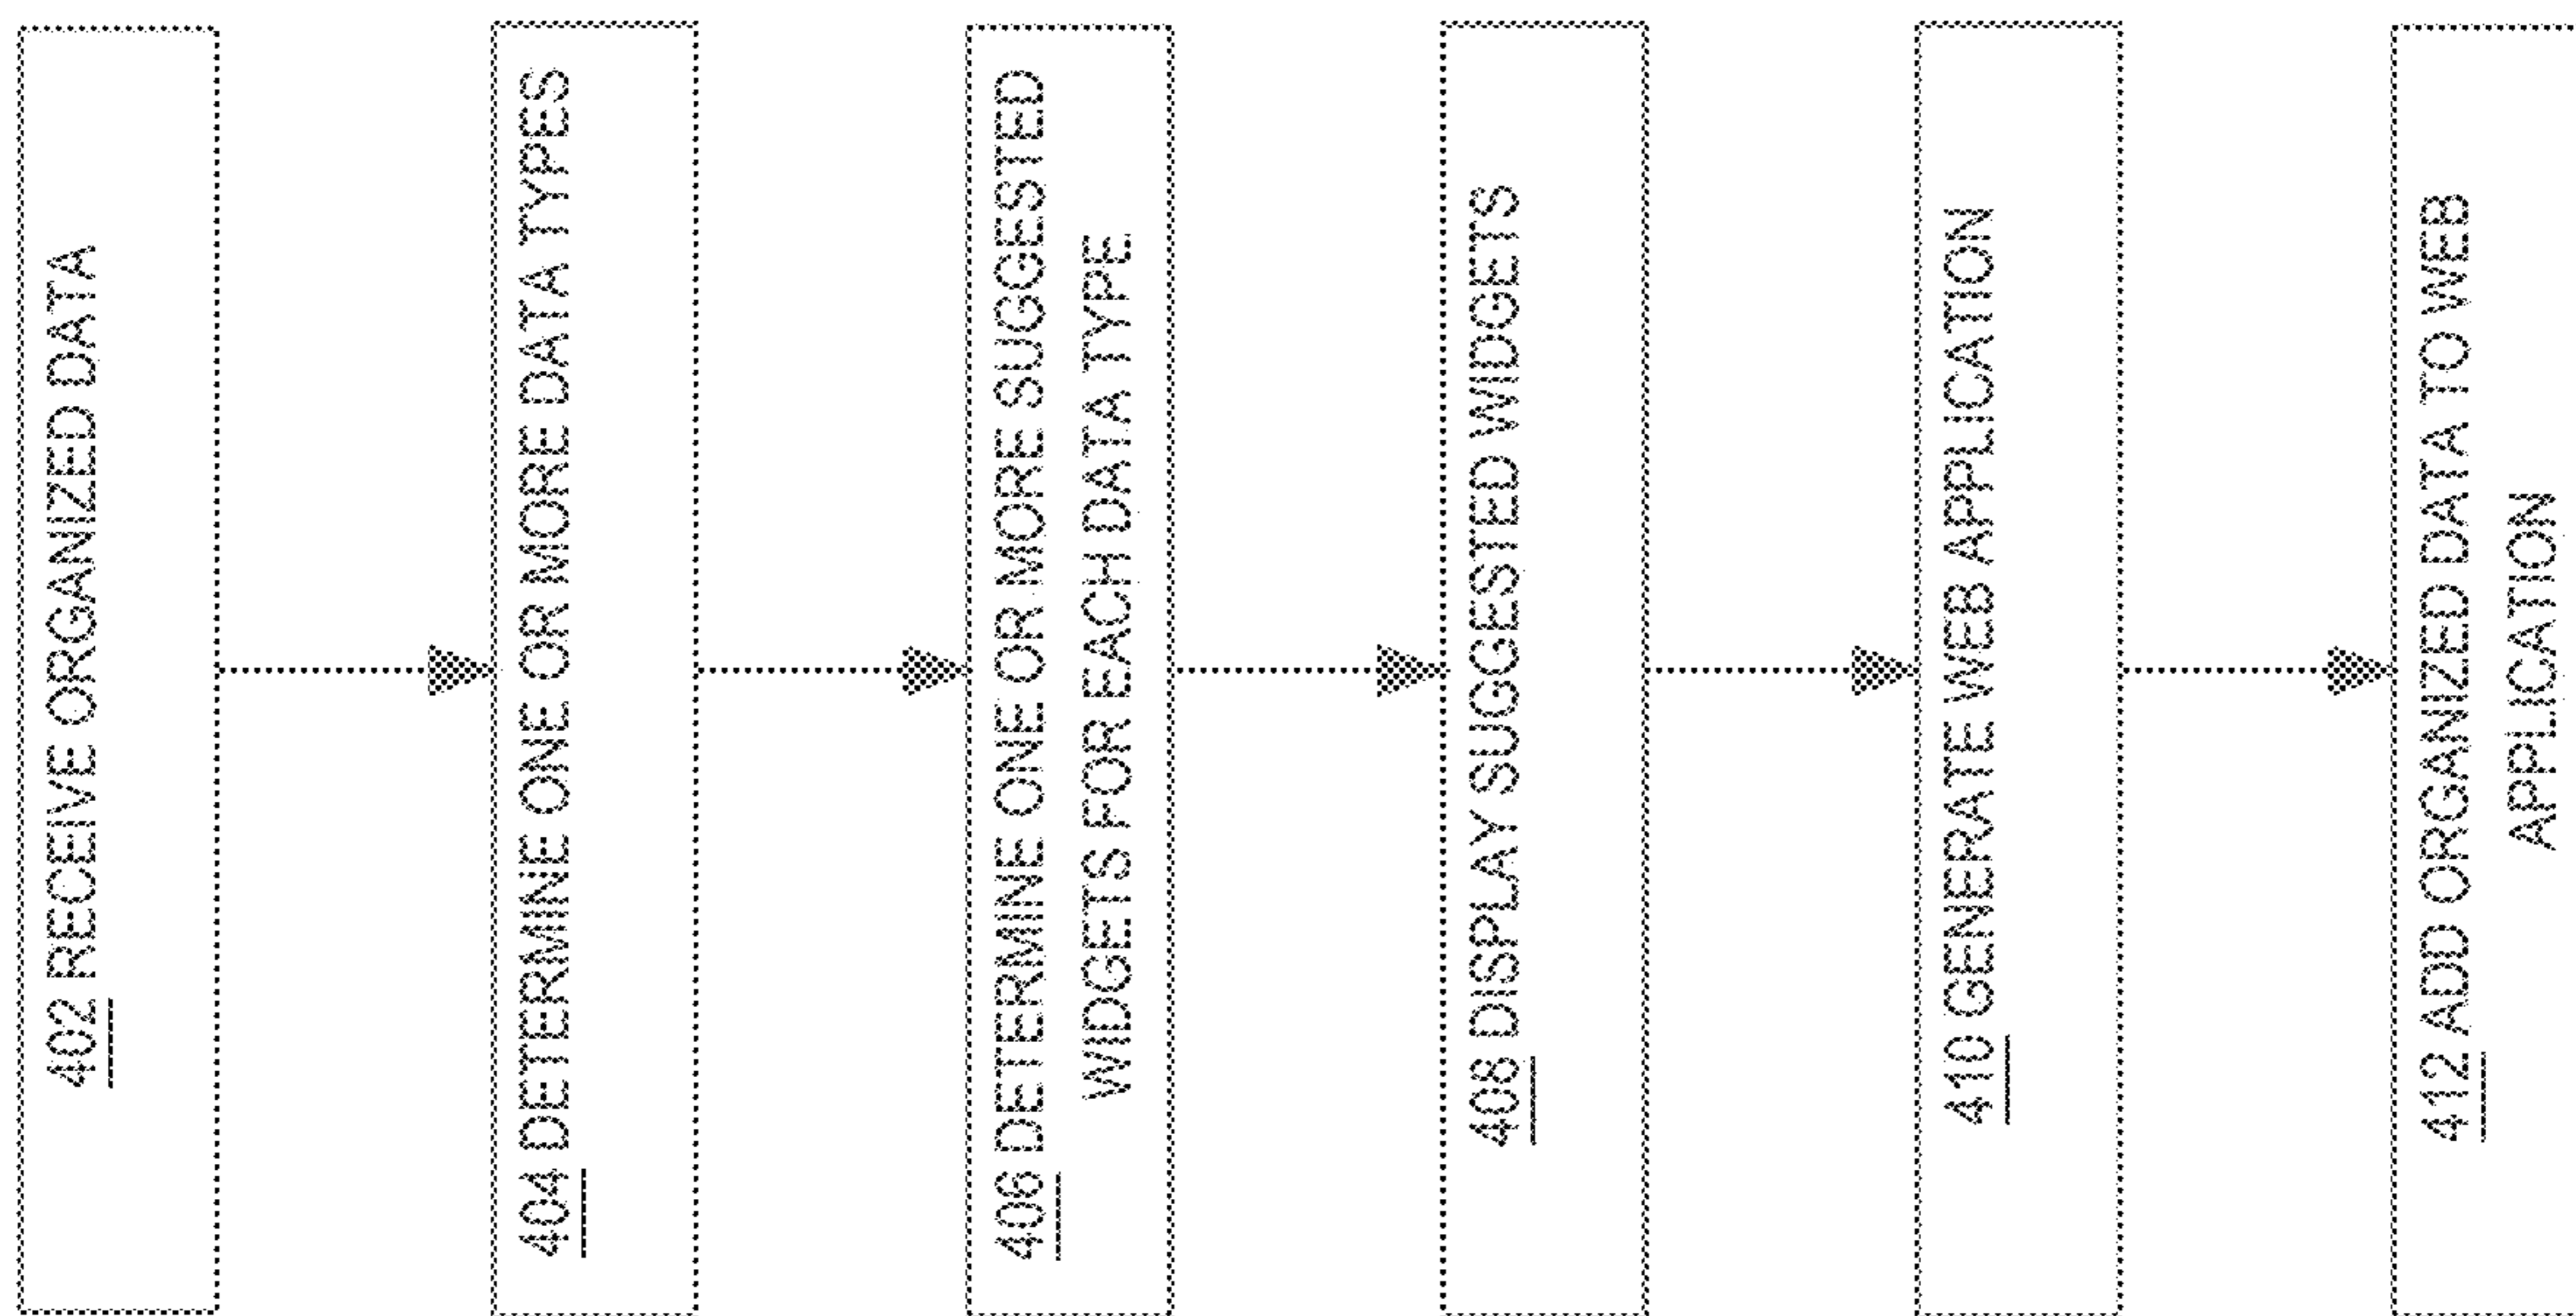 402 RECEIVE ORGANIZED DATA
404 DETERMINE ONE OR MORE DATA TYPES
406 DETERMINE ONE OR MORE SUGGESTED
WIDGETS FOR EACH DATA TYPE
408 DISPLAY SUGGESTED WIDGETS
410 GENERATE WEB APPLICATION
412 ADD ORGANIZED DATA TO WEB
APPLICATION